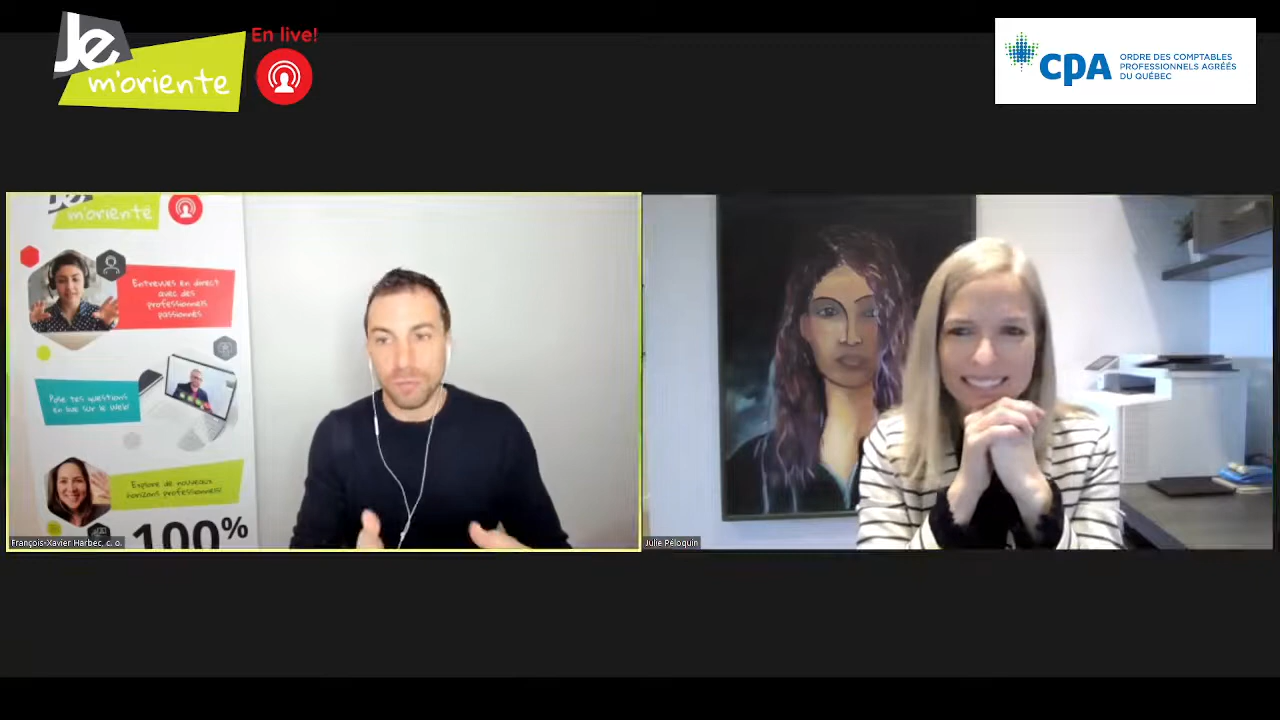 Je
m'oriente
En live!
CPA
ORDRE DES COMPTABLES
PROFESSIONNELS AGRÉÉS
DU QUÉBEC
Je
m'oriente
Entrevues en direct
avec des
professionnels
passionnés
Pose tes questions
en live sur le Web!
Explore de nouveaux
horizons professionnels!
100%
François-Xavier Harbec, c. o.
Julie Péloquin